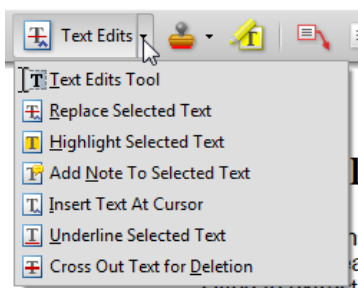 Text Edits
Text Edits Tool
Replace Selected Text
Highlight Selected Text
Add Note To Selected Text
Insert Text At Cursor
Underline Selected Text
Cross Out Text for Deletion